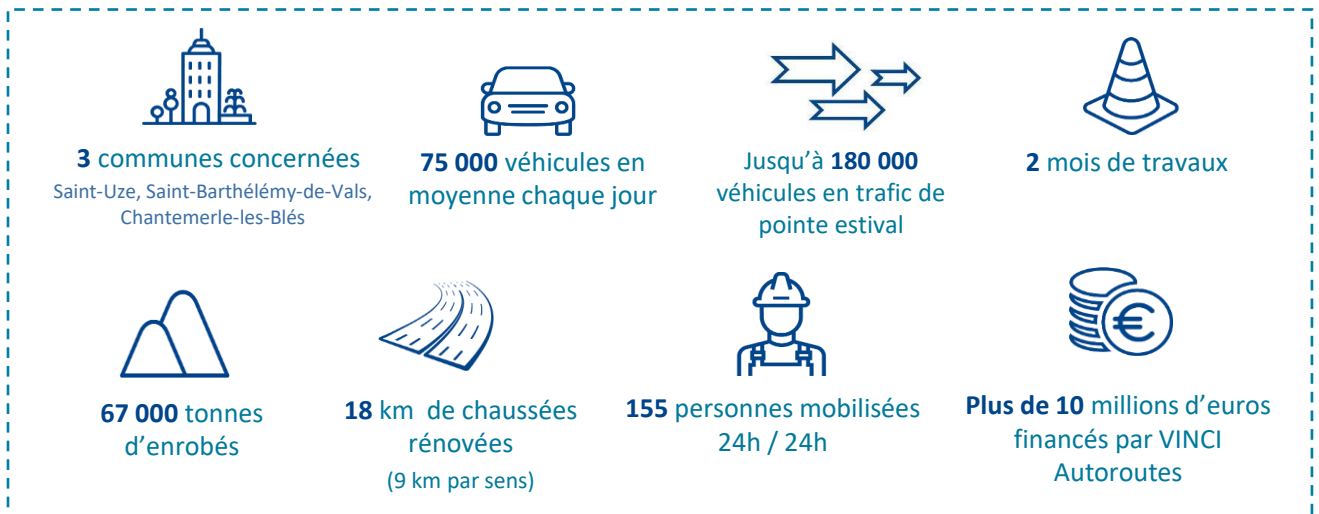 3 communes concernées
Saint-Uze, Saint-Barthélémy-de-Vals,
Chantemerle-les-Blés
75 000 véhicules en
moyenne chaque jour
Jusqu'à 180 000
véhicules en trafic de
pointe estival
2 mois de travaux
67 000 tonnes
d'enrobés
18 km de chaussées
rénovées
(9 km par sens)
155 personnes mobilisées
24h / 24h
Plus de 10 millions d'euros
financés par VINCI
Autoroutes